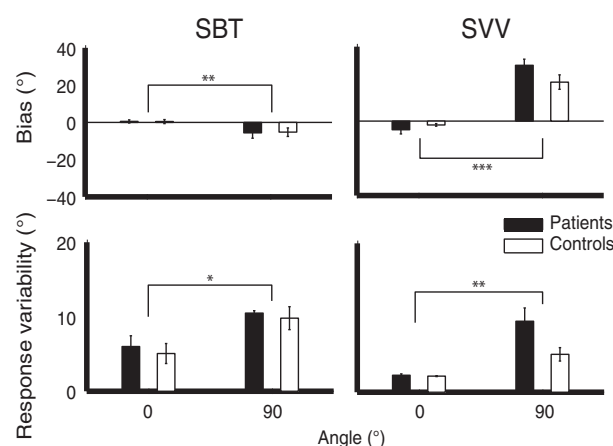 SBT SVV
Bias (°)
40
20
0
−20
−40
**
***
Response variability (°)
20
10
0
*
**
Patients
Controls
0 90 0 90
Angle (°)